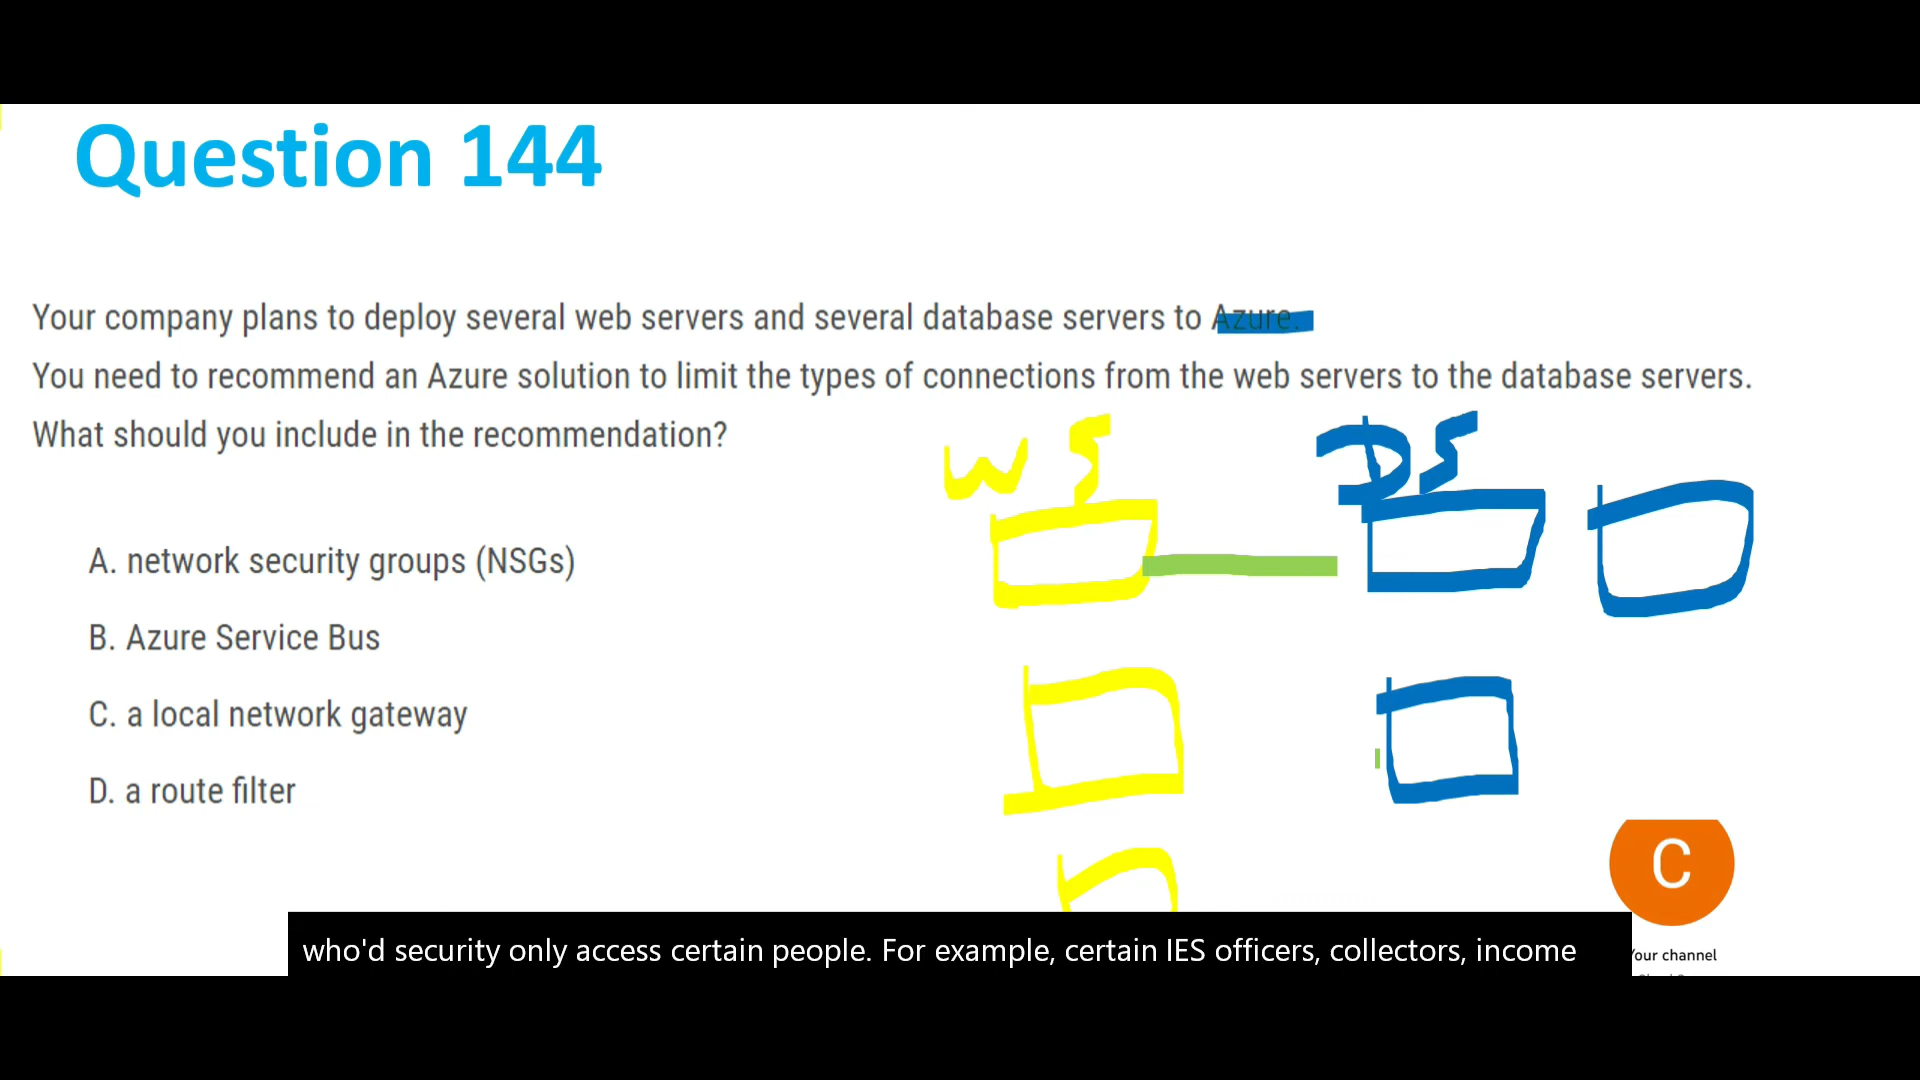 Question 144
Your company plans to deploy several web servers and several database servers to Azure.
You need to recommend an Azure solution to limit the types of connections from the web servers to the database servers.
What should you include in the recommendation?
W S
DS
A. network security groups (NSGs)
B. Azure Service Bus
C. a local network gateway
D. a route filter
C
who'd security only access certain people. For example, certain IES officers, collectors, income
Your channel